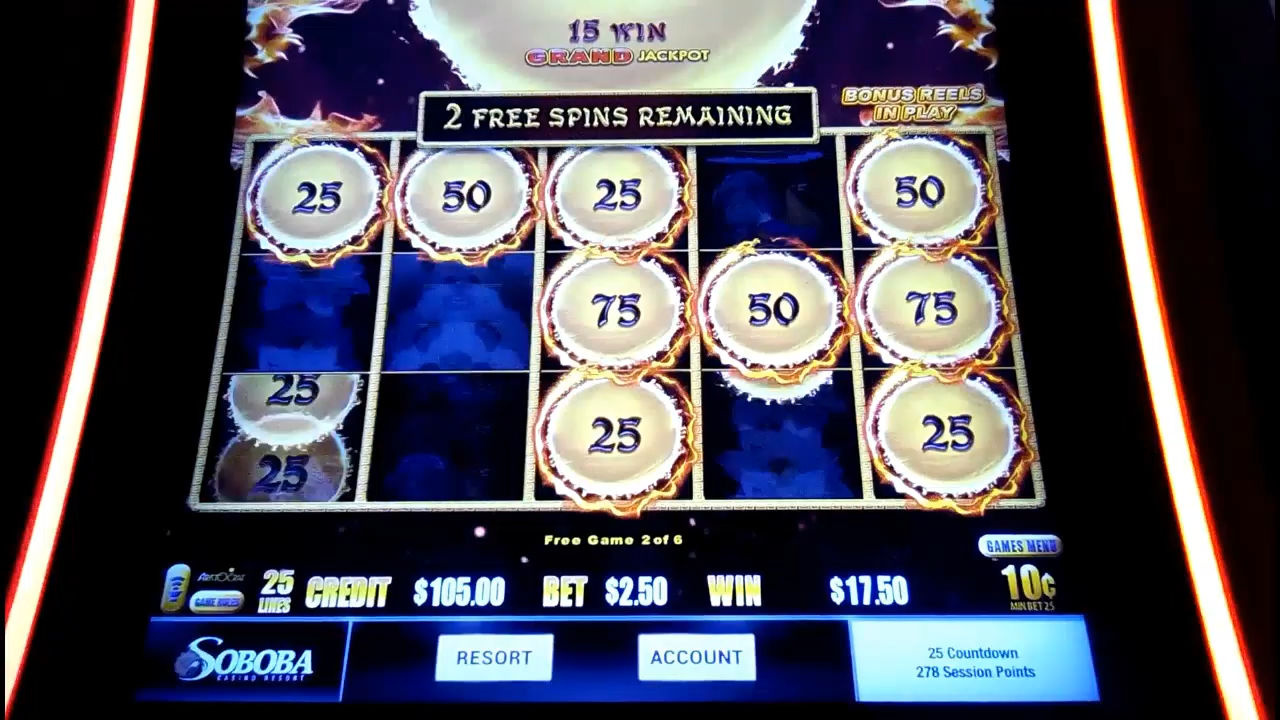 15 WIN
GRAND JACKPOT
BONUS REELS
IN PLAY
2 FREE SPINS REMAINING
25 50 25 50
75 50 75
25
25 25 25
Free Game 2 of 6
GAMES MENU
ARISTOCRAT
25
LINES
CREDIT $105.00 BET $2.50 WIN $17.50
10¢
MIN BET 25
SOBOBA
CASINO RESORT
RESORT
ACCOUNT
25 Countdown
278 Session Points